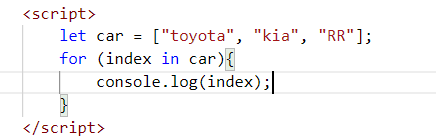 <script>
let car = ["toyota", "kia", "RR"];
for (index in car){
console.log(index);
}
</script>